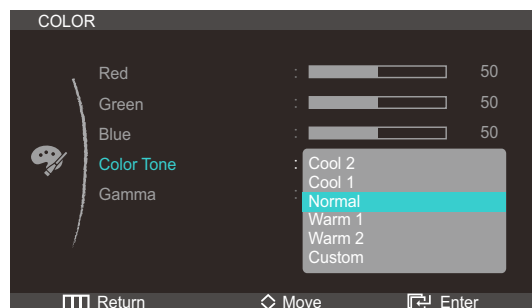 COLOR
Red : 50
Green : 50
Blue : 50
Color Tone : Cool 2
Cool 1
Gamma : Normal
Warm 1
Warm 2
Custom
Return Move Enter